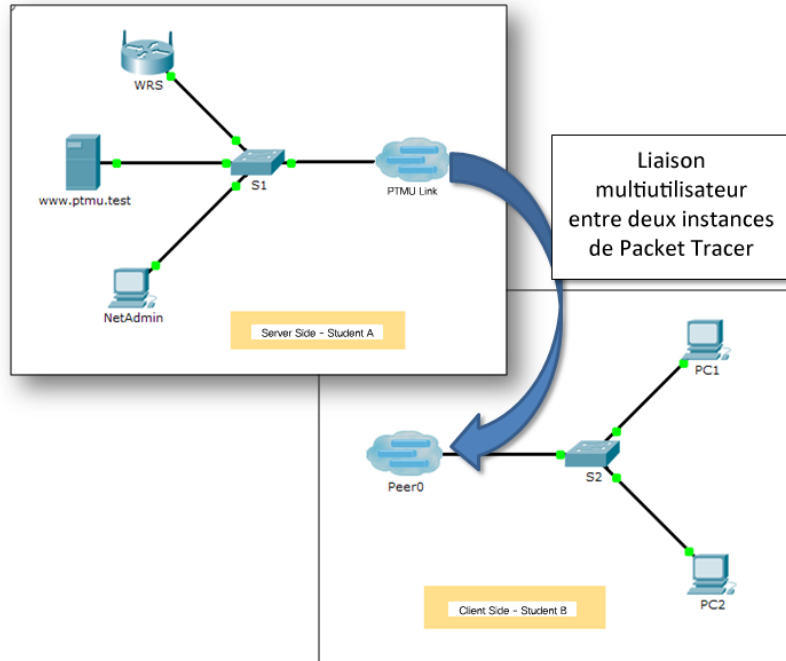 WRS
www.ptmu.test
S1
PTMU Link
NetAdmin
Server Side - Student A
Liaison
multiutilisateur
entre deux instances
de Packet Tracer
PC1
Peer0
S2
PC2
Client Side - Student B